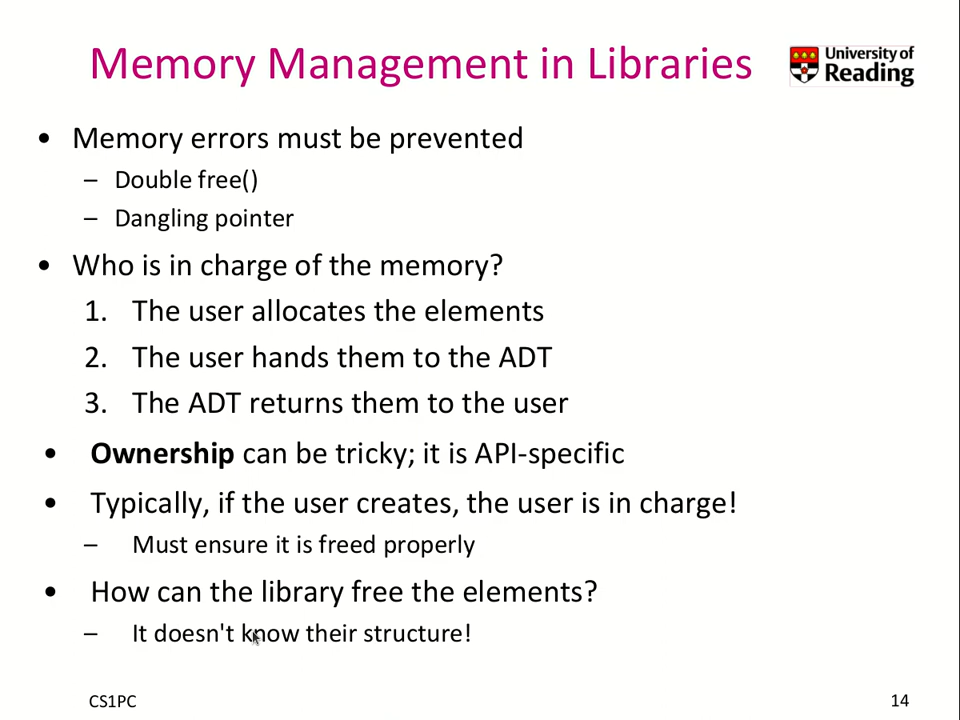 Memory Management in Libraries
University of
Reading
• Memory errors must be prevented
– Double free()
– Dangling pointer
• Who is in charge of the memory?
1. The user allocates the elements
2. The user hands them to the ADT
3. The ADT returns them to the user
• Ownership can be tricky; it is API-specific
• Typically, if the user creates, the user is in charge!
– Must ensure it is freed properly
• How can the library free the elements?
– It doesn't know their structure!
CS1PC
14